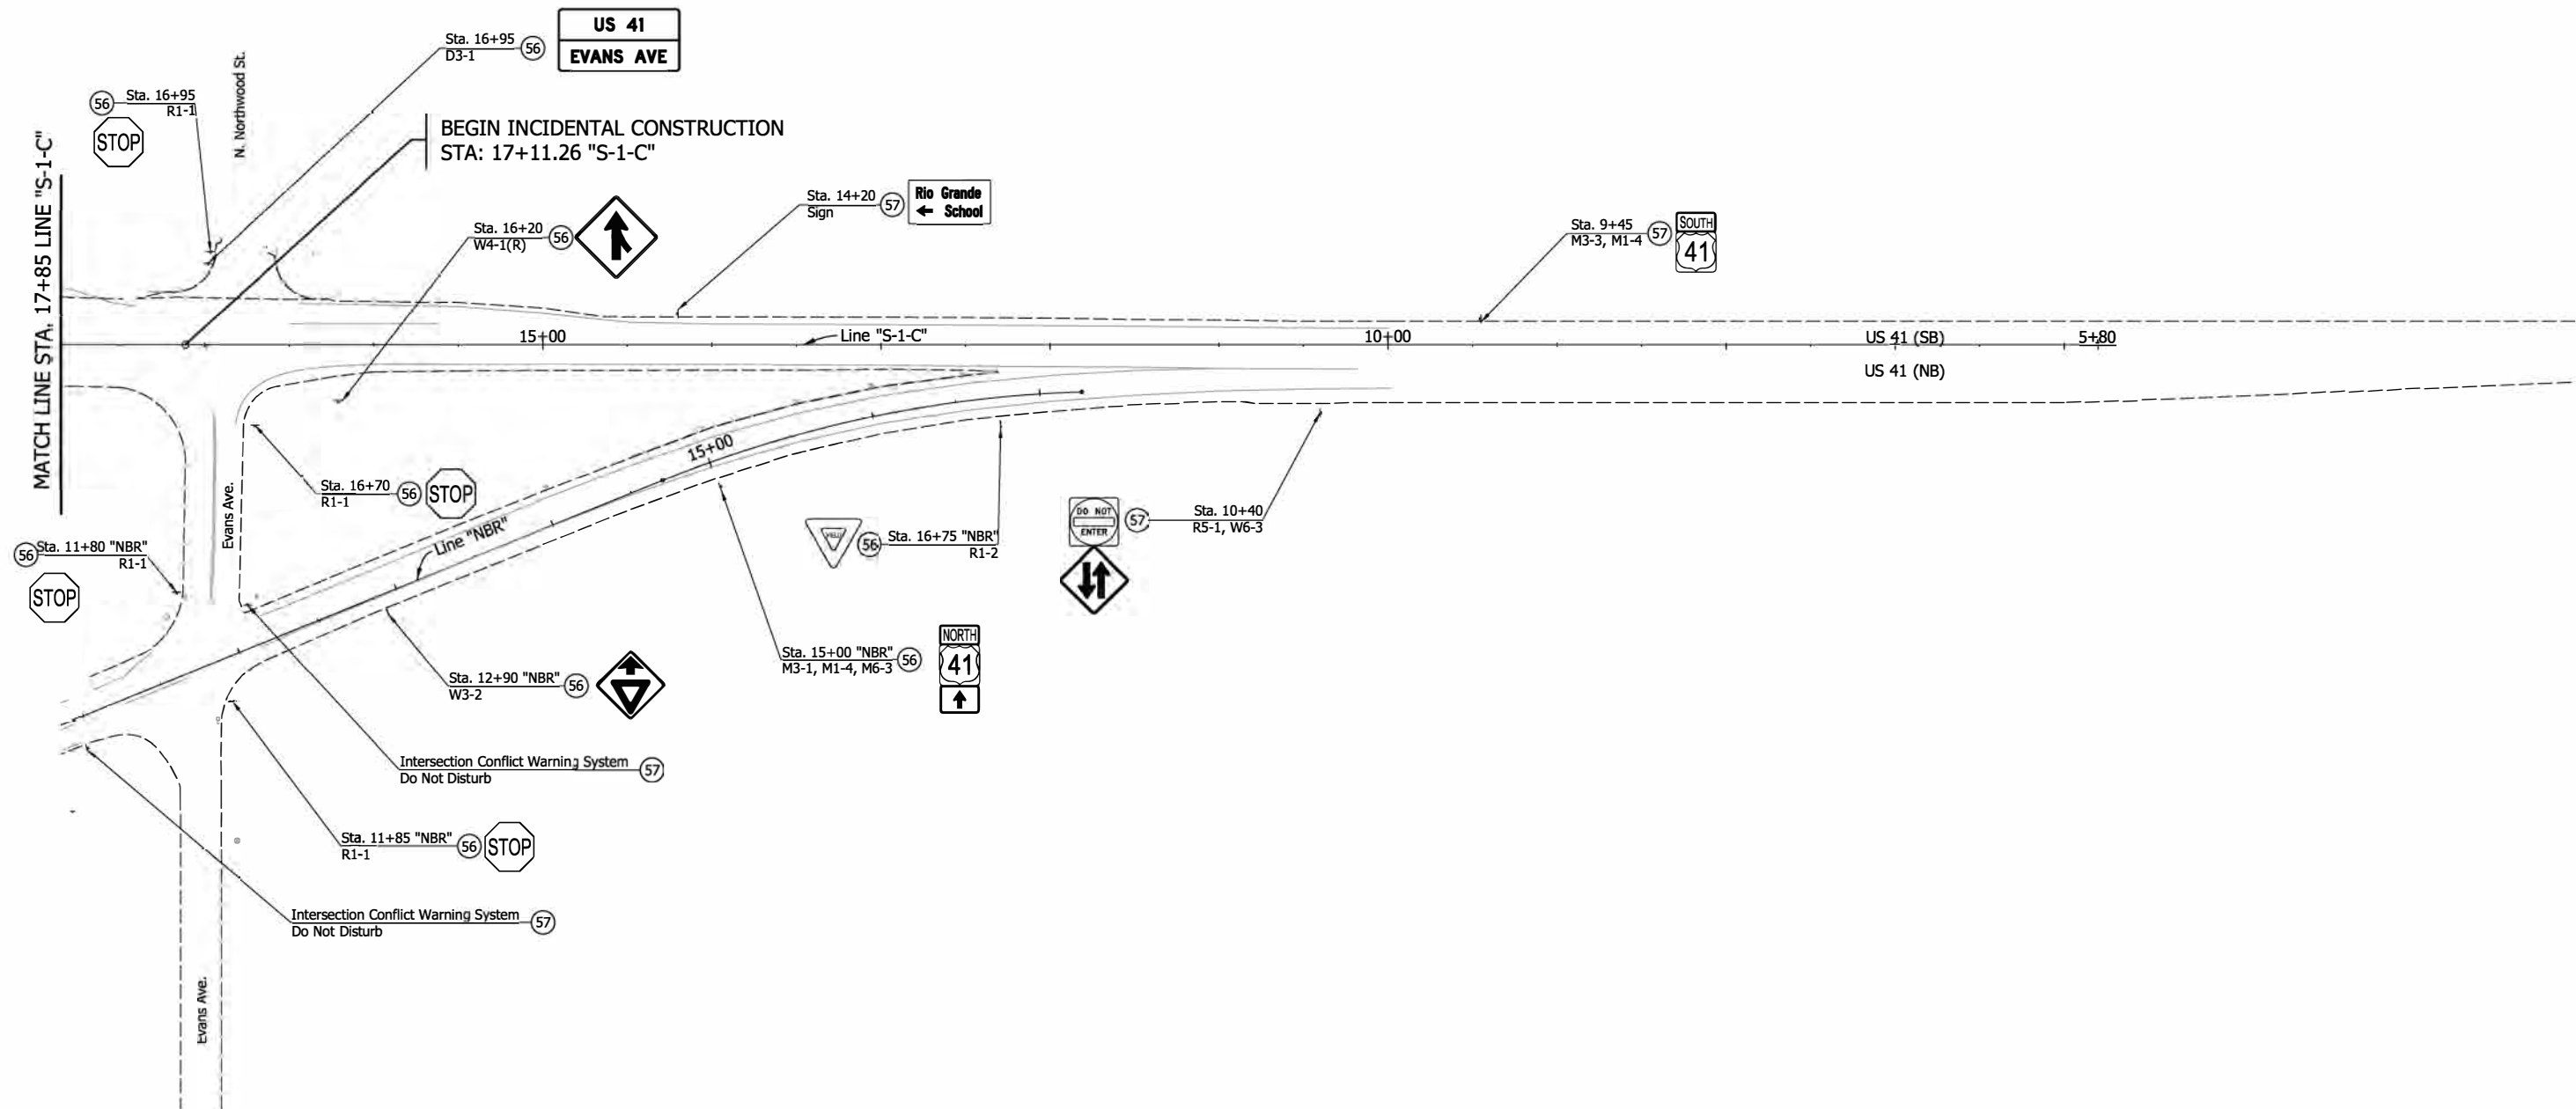 US 41
EVANS AVE
Sta. 16+95
D3-1
56
N. Northwood St.
56
Sta. 16+95
R1-1
STOP
BEGIN INCIDENTAL CONSTRUCTION
STA: 17+11.26 "S-1-C"
MATCH LINE STA. 17+85 LINE "S-1-C"
Sta. 16+20
W4-1(R)
56
Sta. 14+20
Sign
57
Rio Grande
← School
Sta. 9+45
M3-3, M1-4
57
SOUTH
41
15+00
Line "S-1-C"
10+00
US 41 (SB)
5+80
US 41 (NB)
15+00
Sta. 16+70
R1-1
56
STOP
Evans Ave.
Line "NBR"
56
Sta. 11+80 "NBR"
R1-1
STOP
YIELD
56
Sta. 16+75 "NBR"
R1-2
DO NOT
ENTER
57
Sta. 10+40
R5-1, W6-3
Sta. 15+00 "NBR"
M3-1, M1-4, M6-3
56
NORTH
41
Sta. 12+90 "NBR"
W3-2
56
Intersection Conflict Warning System
Do Not Disturb
57
Sta. 11+85 "NBR"
R1-1
56
STOP
Intersection Conflict Warning System
Do Not Disturb
57
Evans Ave.